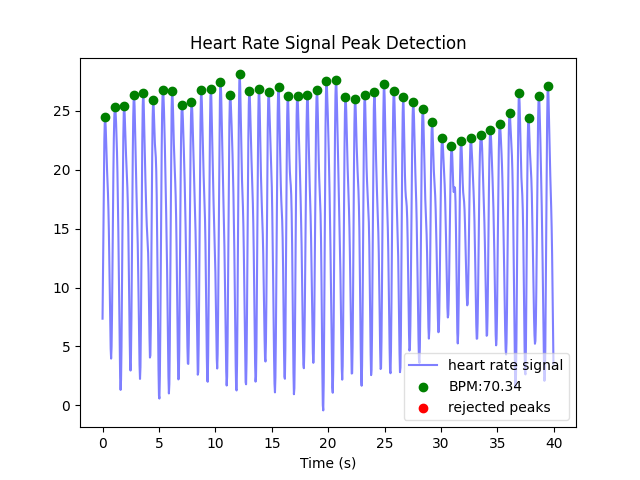 Heart Rate Signal Peak Detection
25
20
15
10
5
0
heart rate signal
BPM:70.34
rejected peaks
0 5 10 15 20 25 30 35 40
Time (s)